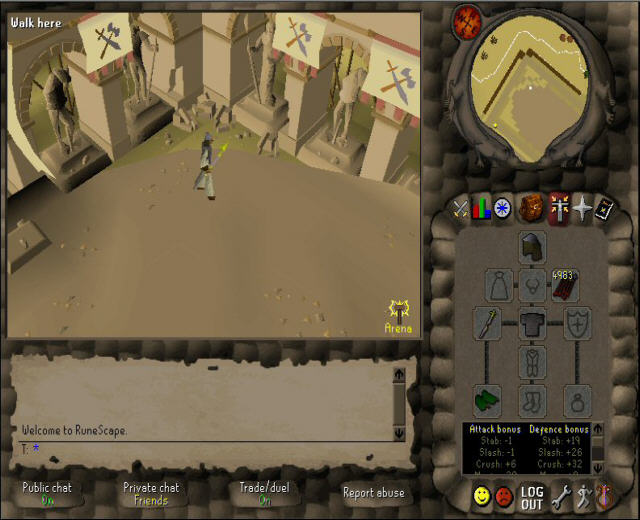 Walk here
Arena
4983
Attack bonus Defence bonus
Stab: -1 Stab: +19
Slash: -1 Slash: +26
Crush: +6 Crush: +32
Welcome to RuneScape.
T: *
Public chat Private chat Trade/duel Report abuse
On Friends On
LOG
OUT